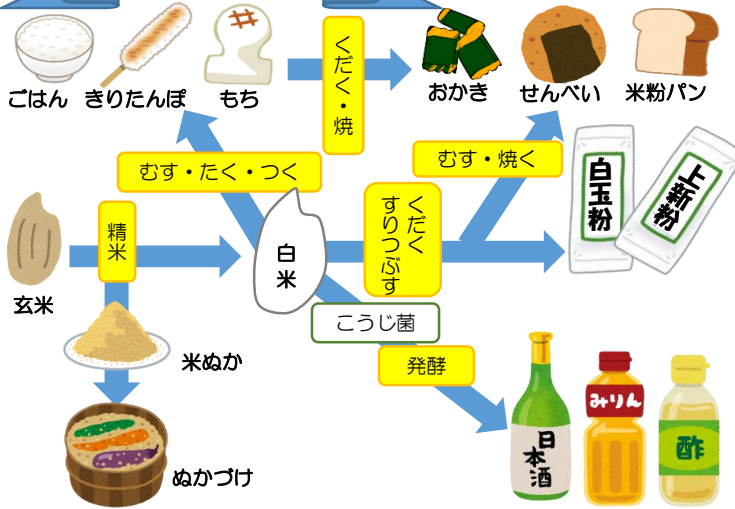 ごはん
きりたんぽ
もち
くだく・焼
おかき
せんべい
米粉パン
むす・たく・つく
むす・焼く
くだく
すりつぶす
白玉粉
上新粉
精米
玄米
白米
こうじ菌
発酵
米ぬか
ぬかづけ
日本酒
みりん
酢